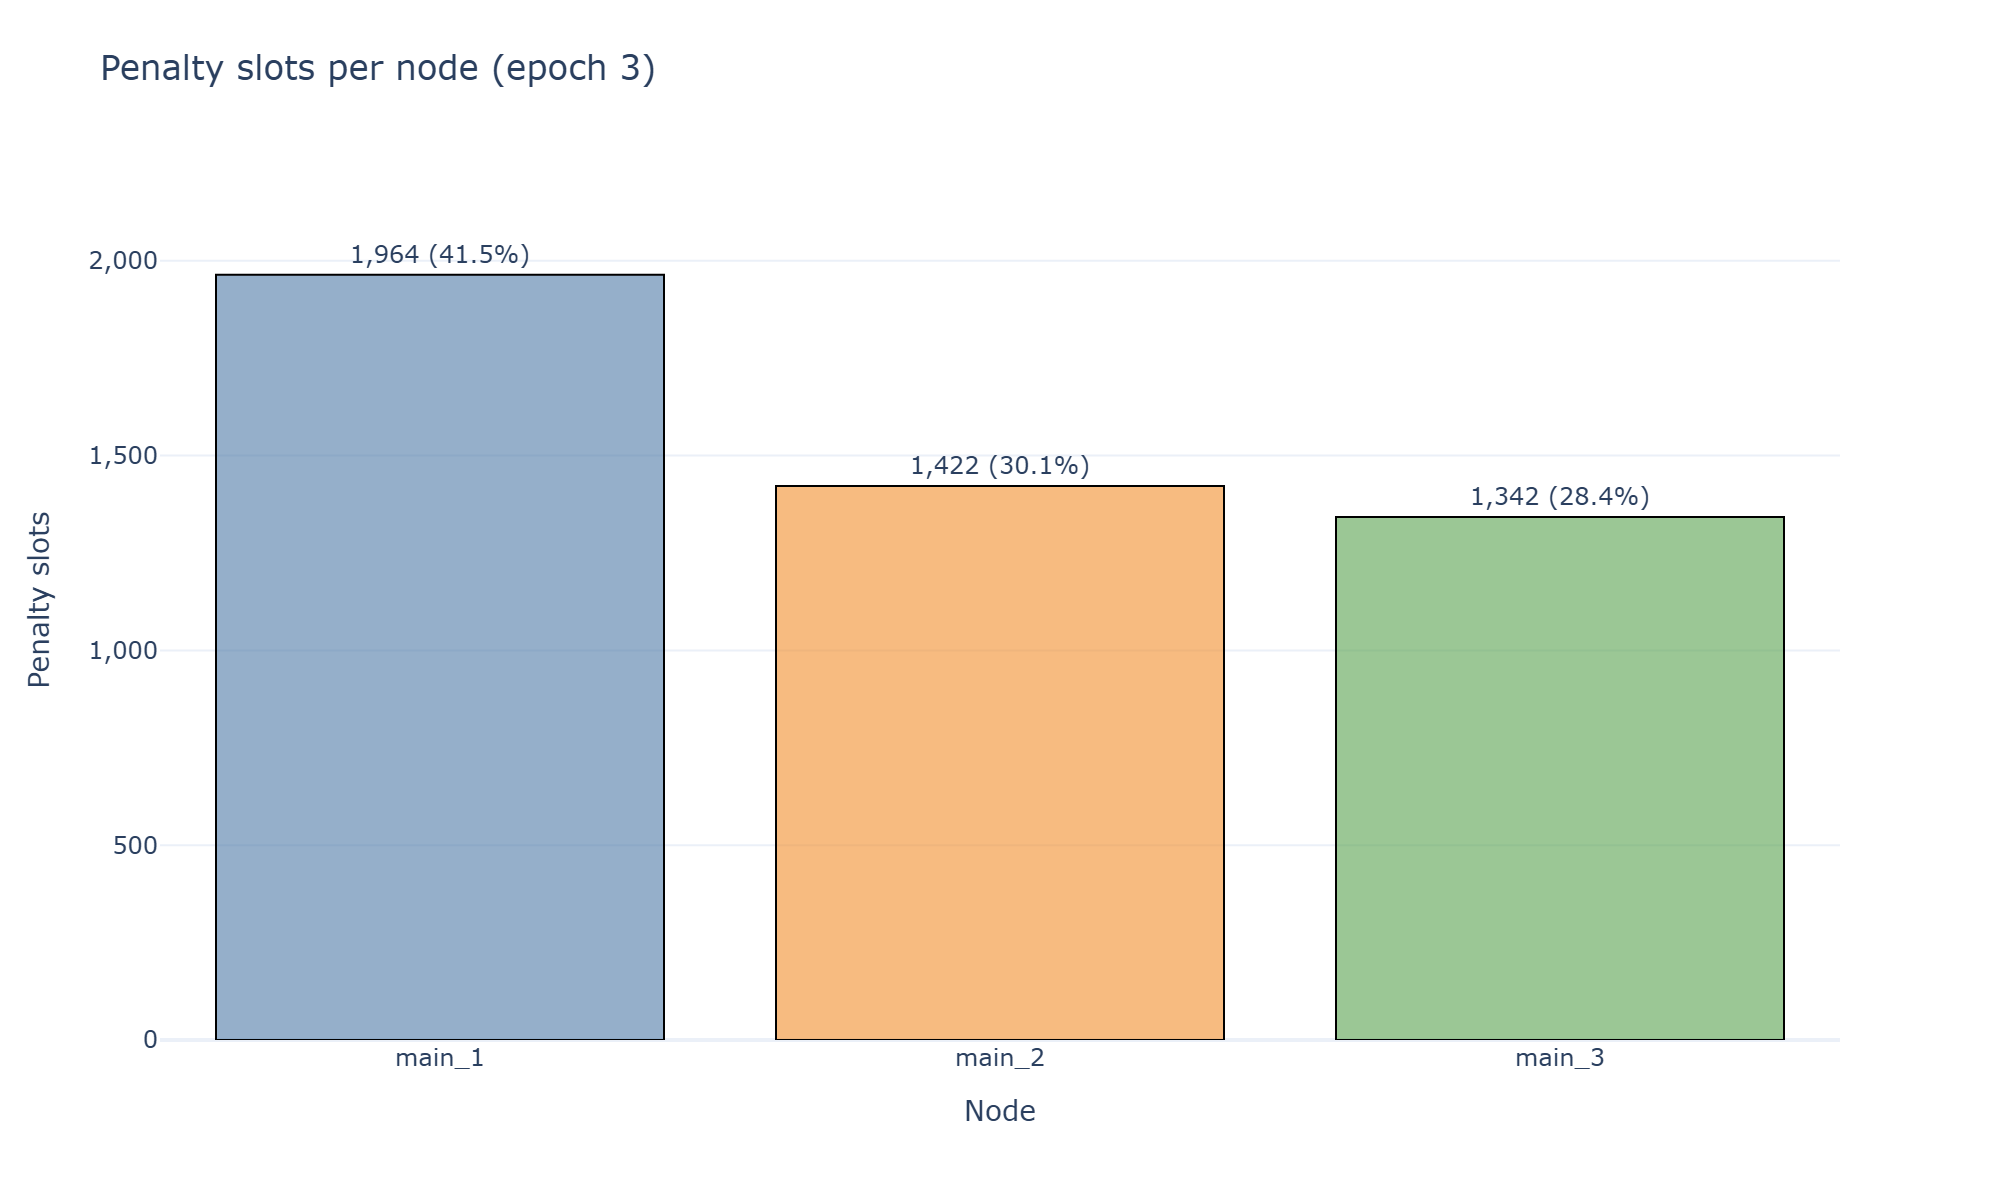 Penalty slots per node (epoch 3)
2,000
1,500
1,000
500
0
Penalty slots
1,964 (41.5%)
1,422 (30.1%)
1,342 (28.4%)
main_1
main_2
main_3
Node